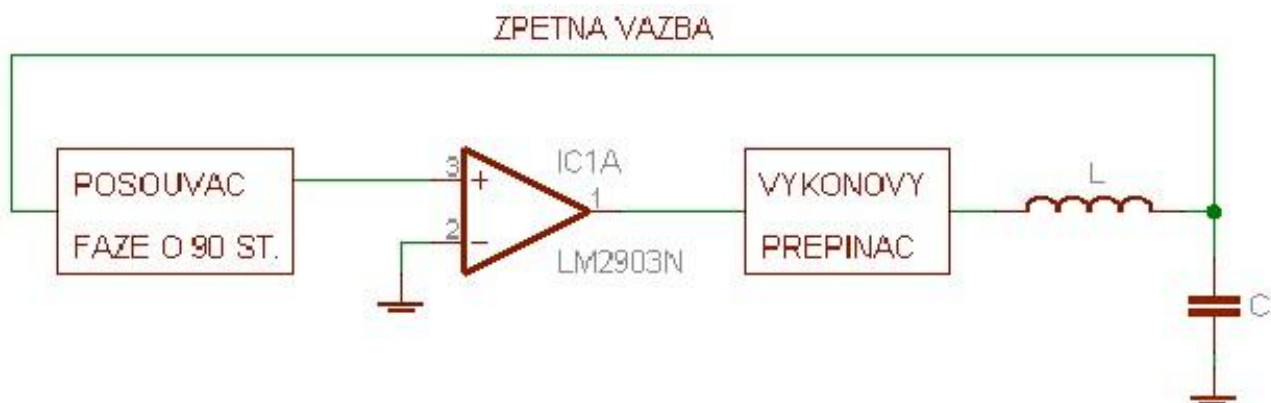 ZPETNA VAZBA
POSOUVAC
FAZE O 90 ST.
3
+
2
−
IC1A
1
LM2903N
VYKONOVY
PREPINAC
L
C